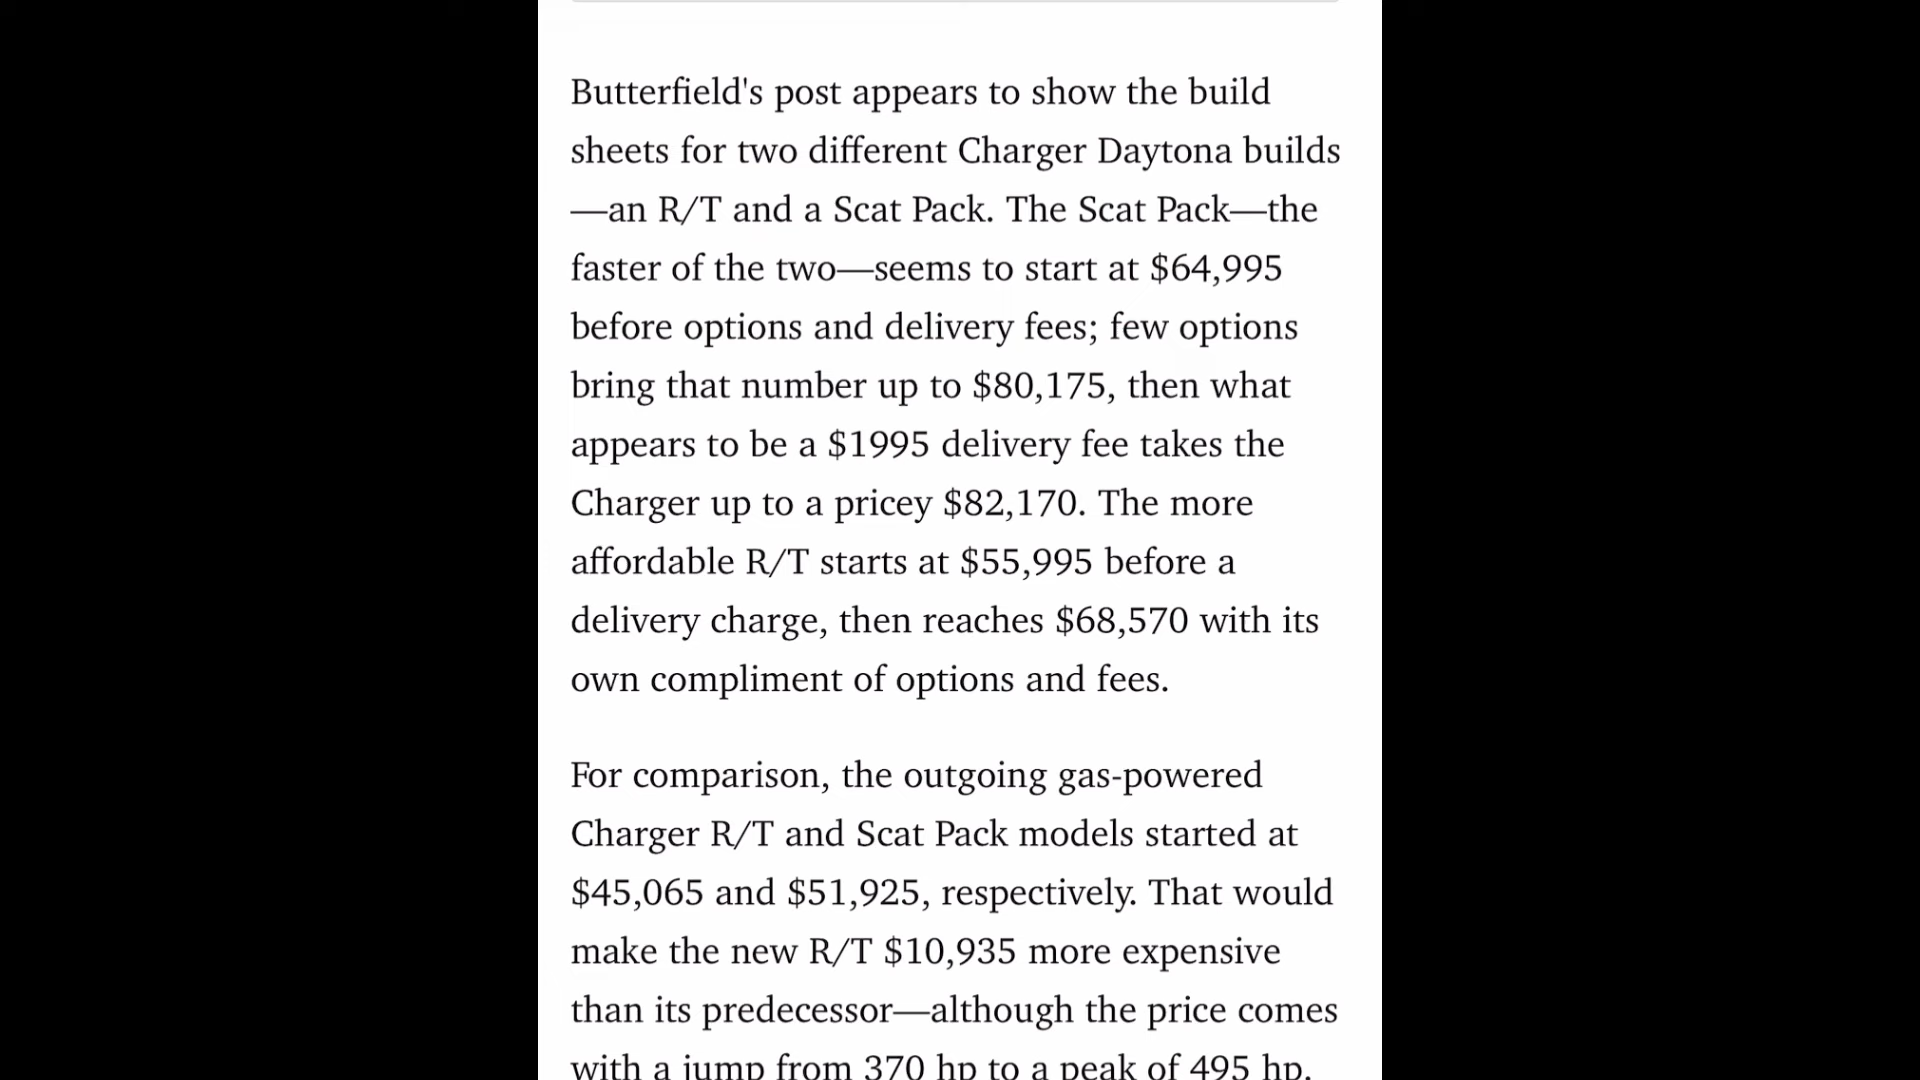 Butterfield's post appears to show the build
sheets for two different Charger Daytona builds
—an R/T and a Scat Pack. The Scat Pack—the
faster of the two—seems to start at $64,995
before options and delivery fees; few options
bring that number up to $80,175, then what
appears to be a $1995 delivery fee takes the
Charger up to a pricey $82,170. The more
affordable R/T starts at $55,995 before a
delivery charge, then reaches $68,570 with its
own compliment of options and fees.
For comparison, the outgoing gas-powered
Charger R/T and Scat Pack models started at
$45,065 and $51,925, respectively. That would
make the new R/T $10,935 more expensive
than its predecessor—although the price comes
with a jump from 370 hp to a peak of 495 hp.